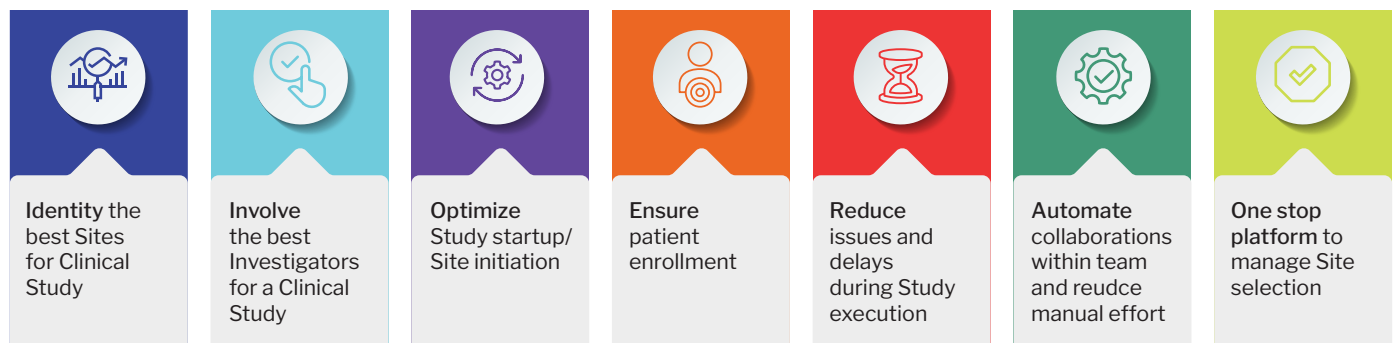 Identity the
best Sites
for Clinical
Study
Involve
the best
Investigators
for a Clinical
Study
Optimize
Study startup/
Site initiation
Ensure
patient
enrollment
Reduce
issues and
delays
during Study
execution
Automate
collaborations
within team
and reudce
manual effort
One stop
platform to
manage Site
selection